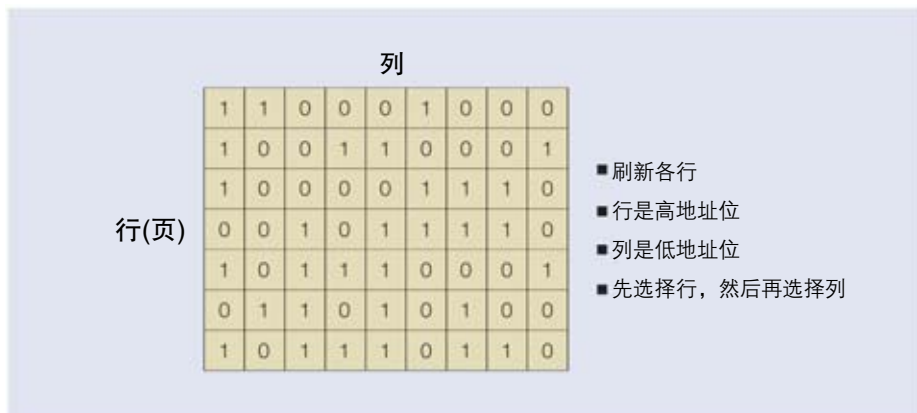 列
1 1 0 0 0 1 0 0 0
1 0 0 1 1 0 0 0 1
1 0 0 0 0 1 1 1 0
行(页)
0 0 1 0 1 1 1 1 0
1 0 1 1 1 0 0 0 1
0 1 1 0 1 0 1 0 0
1 0 1 1 1 0 1 1 0
■刷新各行
■行是高地址位
■列是低地址位
■先选择行，然后再选择列